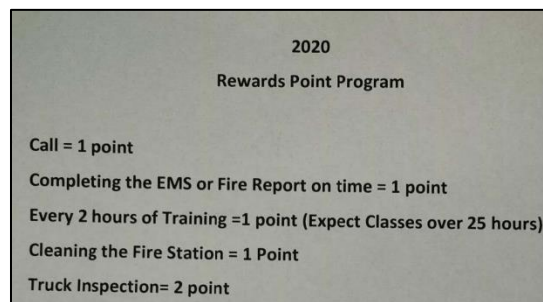 2020
Rewards Point Program
Call = 1 point
Completing the EMS or Fire Report on time = 1 point
Every 2 hours of Training =1 point (Expect Classes over 25 hours)
Cleaning the Fire Station = 1 Point
Truck Inspection= 2 point